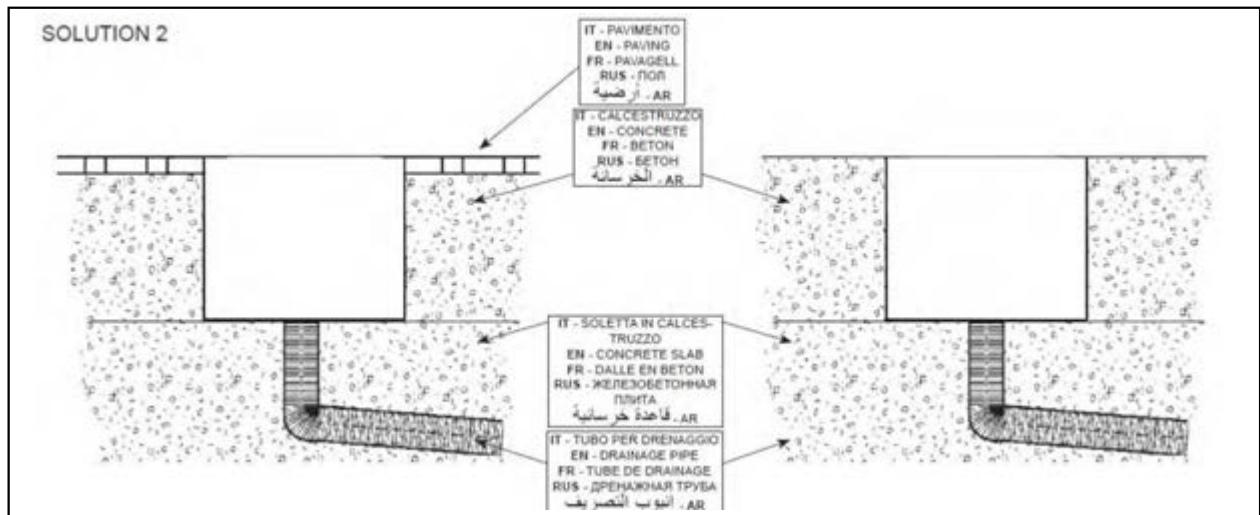 SOLUTION 2
IT - PAVIMENTO
EN - PAVING
FR - PAVAGELL
RUS - ПОЛ
أرضية - AR
IT - CALCESTRUZZO
EN - CONCRETE
FR - BETON
RUS - БЕТОН
الخرسانة - AR
IT - SOLETTA IN CALCES-
TRUZZO
EN - CONCRETE SLAB
FR - DALLE EN BETON
RUS - ЖЕЛЕЗОБЕТОННАЯ
ПЛИТА
قاعدة خرسانية - AR
IT - TUBO PER DRENAGGIO
EN - DRAINAGE PIPE
FR - TUBE DE DRAINAGE
RUS - ДРЕНАЖНАЯ ТРУБА
انبوب التصريف - AR